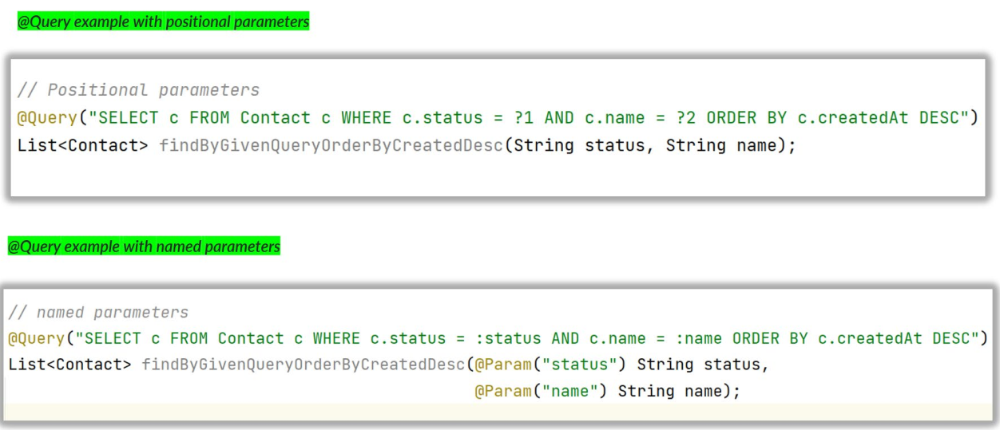 @Query example with positional parameters
// Positional parameters
@Query("SELECT c FROM Contact c WHERE c.status = ?1 AND c.name = ?2 ORDER BY c.createdAt DESC")
List<Contact> findByGivenQueryOrderByCreatedDesc(String status, String name);
@Query example with named parameters
// named parameters
@Query("SELECT c FROM Contact c WHERE c.status = :status AND c.name = :name ORDER BY c.createdAt DESC")
List<Contact> findByGivenQueryOrderByCreatedDesc(@Param("status") String status,
@Param("name") String name);